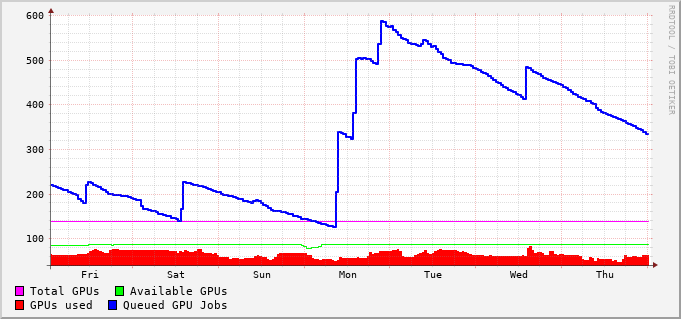 600
500
400
300
200
100
Fri Sat Sun Mon Tue Wed Thu
Total GPUs Available GPUs
GPUs used Queued GPU Jobs
RRDTOOL / TOBI OETIKER